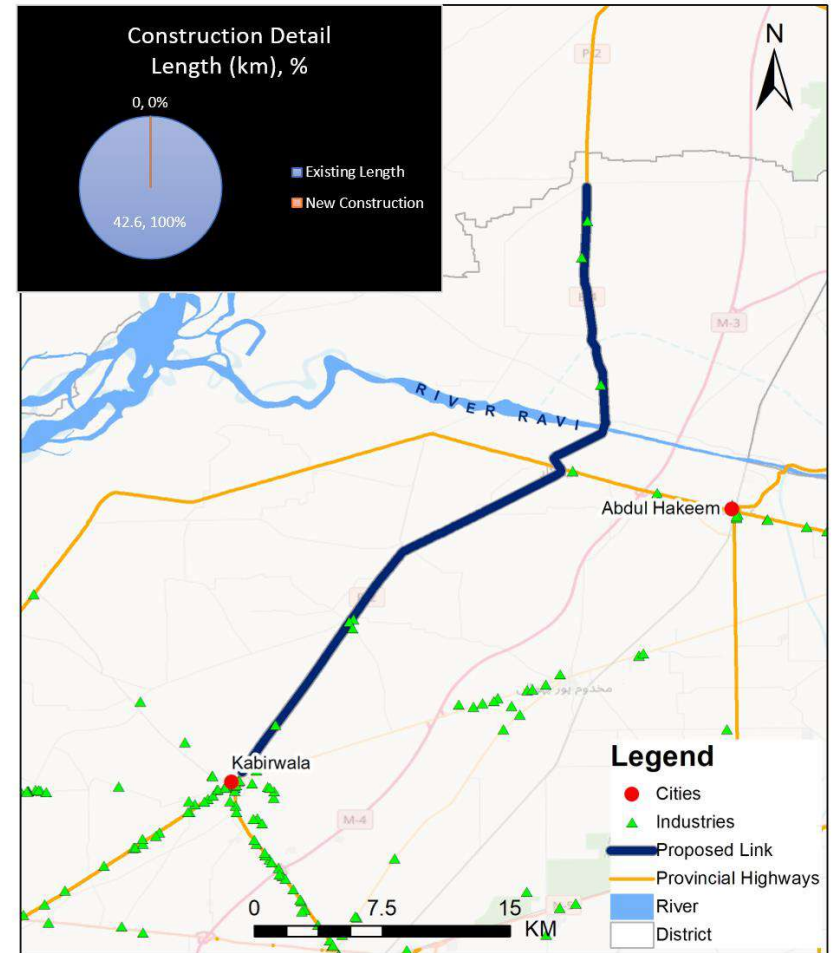 Construction Detail
Length (km), %
0, 0%
42.6, 100%
Existing Length
New Construction
N
P-2
M-3
RIVER RAVI
Abdul Hakeem
Kabirwala
M-4
Legend
Cities
Industries
Proposed Link
Provincial Highways
River
District
0
7.5
15
KM